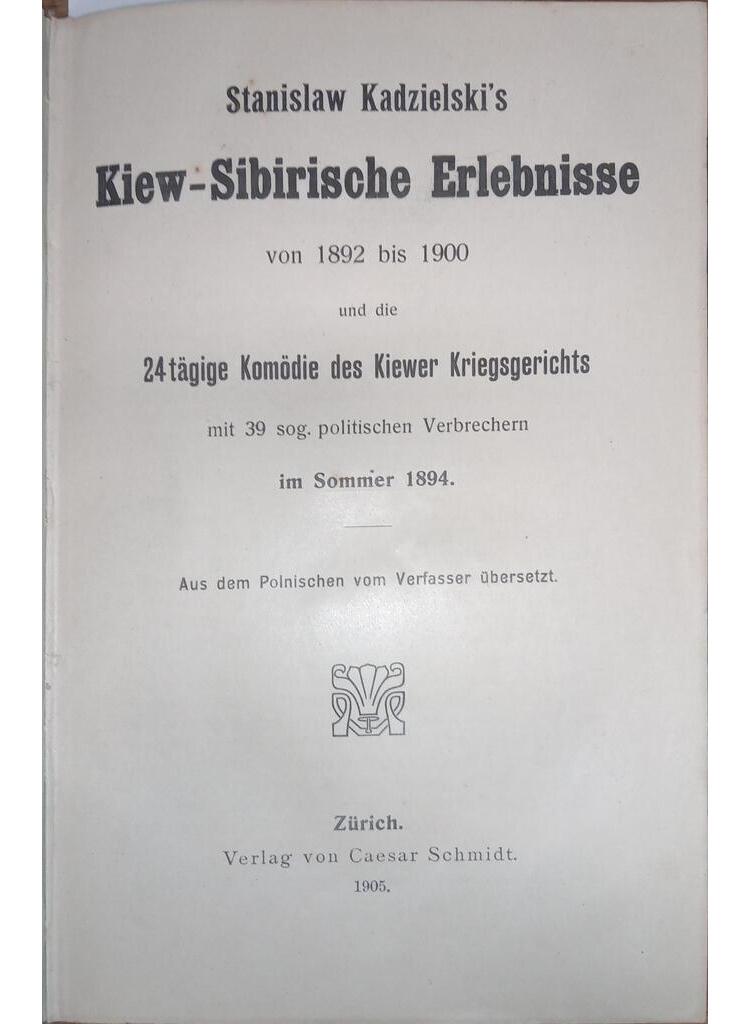 Stanislaw Kadzielski's
Kiew-Sibirische Erlebnisse
von 1892 bis 1900
und die
24tägige Komödie des Kiewer Kriegsgerichts
mit 39 sog. politischen Verbrechern
im Sommer 1894.
Aus dem Polnischen vom Verfasser übersetzt.
Zürich.
Verlag von Caesar Schmidt.
1905.